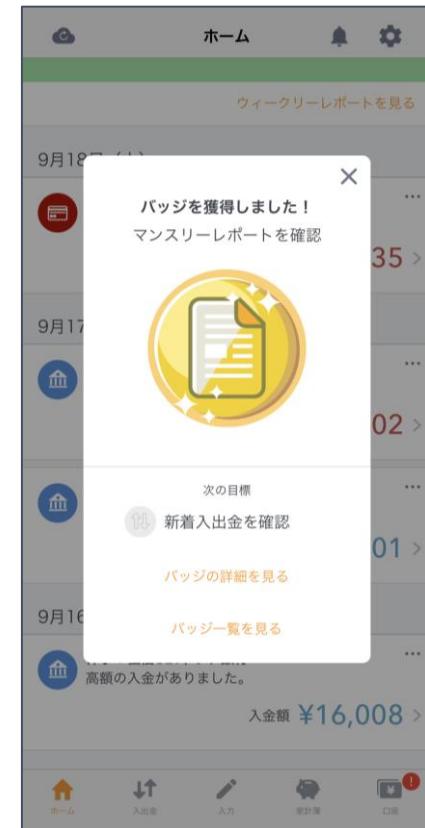 ホーム
ウィークリーレポートを見る
9月18
バッジを獲得しました！
マンスリーレポートを確認
35
9月17
02
次の目標
新着入出金を確認
01
バッジの詳細を見る
9月16
バッジ一覧を見る
高額の入金がありました。
入金額 ¥16,008
ホーム 入出金 入力 家計簿 口座